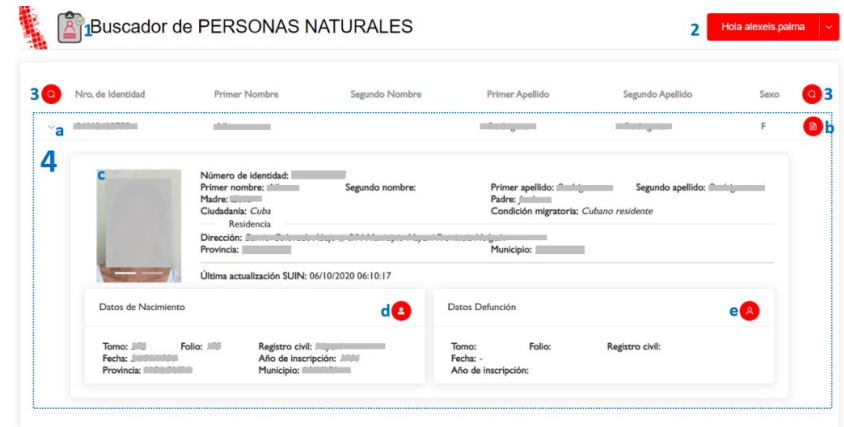 1 Buscador de PERSONAS NATURALES 2 Hola alexeis.palma
3 Nro. de Identidad Primer Nombre Segundo Nombre Primer Apellido Segundo Apellido Sexo 3
a F b
4
c
Número de identidad:
Primer nombre: Segundo nombre: Primer apellido: Segundo apellido:
Madre: Padre:
Ciudadanía: Cuba Condición migratoria: Cubano residente
Residencia
Dirección:
Provincia: Municipio:
Última actualización SUIN: 06/10/2020 06:10:17
Datos de Nacimiento d Datos Defunción e
Tomo: Folio: Registro civil: Tomo: Folio: Registro civil:
Fecha: Año de inscripción: Fecha: -
Provincia: Municipio: Año de inscripción: